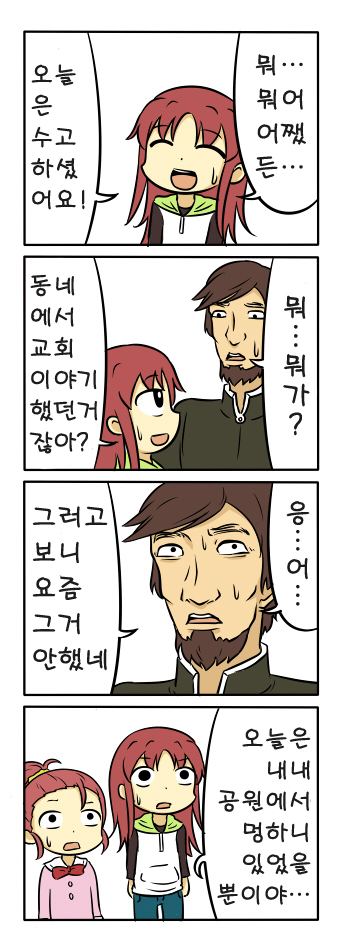 뭐…
뭐어
어쨌
든…
오늘
은
수고
하셨
어요!
뭐…뭐가?
동네
에서
교회
이야기
했던거
잖아?
응…어…
그러고
보니
요즘
그거
안했네
오늘은
내내
공원에서
멍하니
있었을
뿐이야…